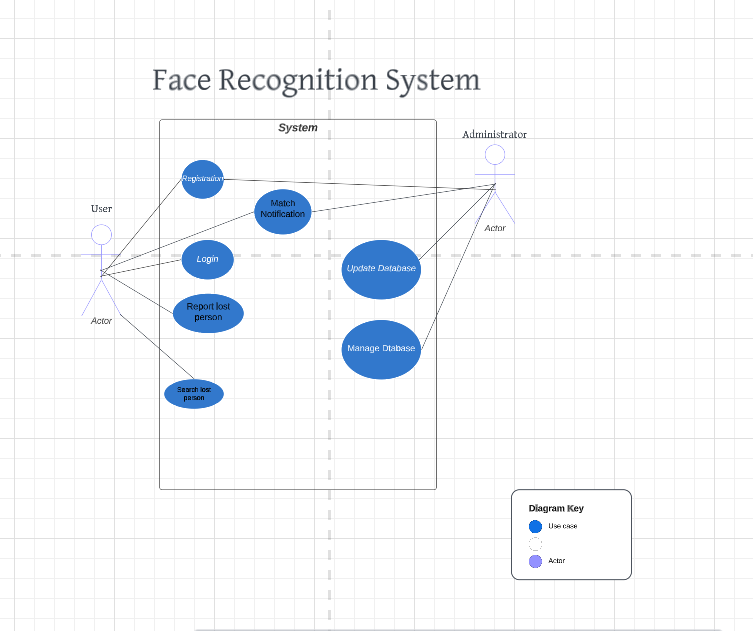 Face Recognition System
System
Administrator
Registration
Match
Notification
User
Actor
Login
Update Database
Report lost
person
Actor
Manage Dtabase
Search lost
person
Diagram Key
Use case
Actor